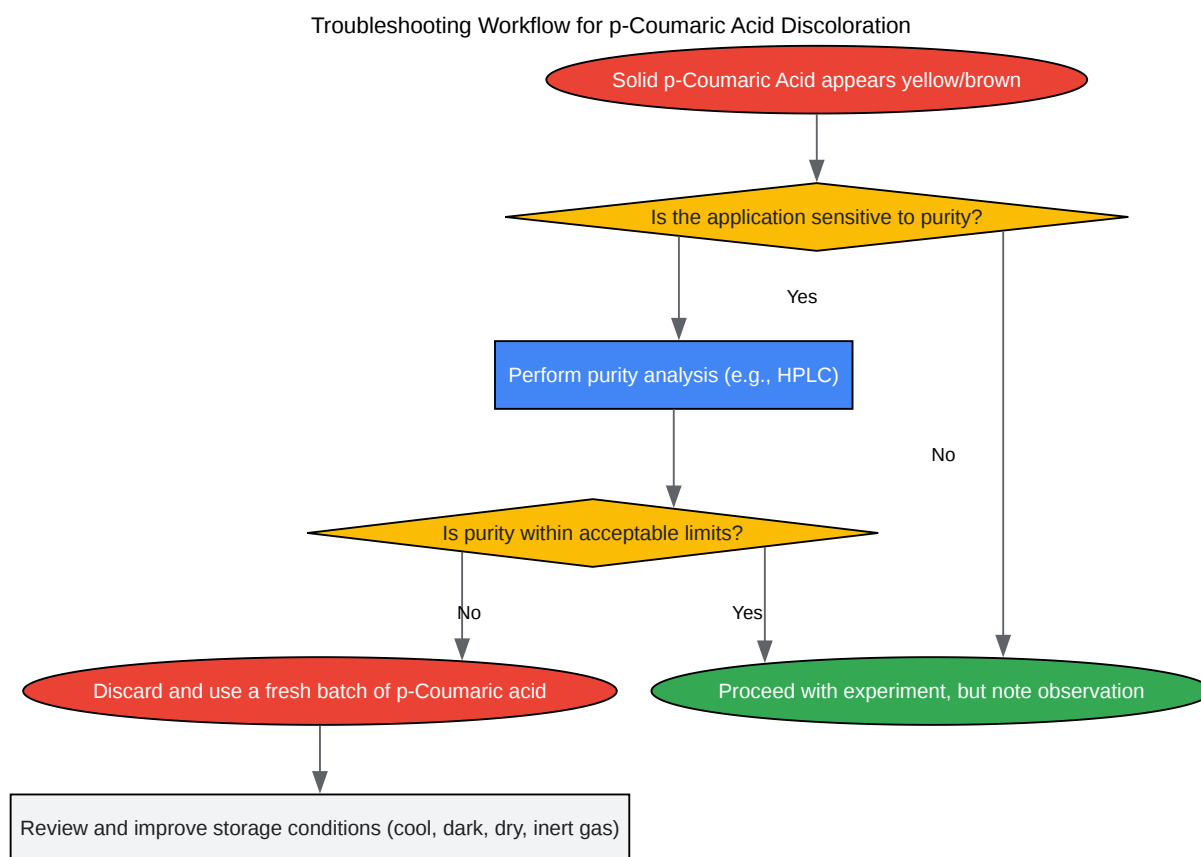 Troubleshooting Workflow for p-Coumaric Acid Discoloration
Solid p-Coumaric Acid appears yellow/brown
Is the application sensitive to purity?
Yes
Perform purity analysis (e.g., HPLC)
No
Is purity within acceptable limits?
No
Yes
Discard and use a fresh batch of p-Coumaric acid
Proceed with experiment, but note observation
Review and improve storage conditions (cool, dark, dry, inert gas)